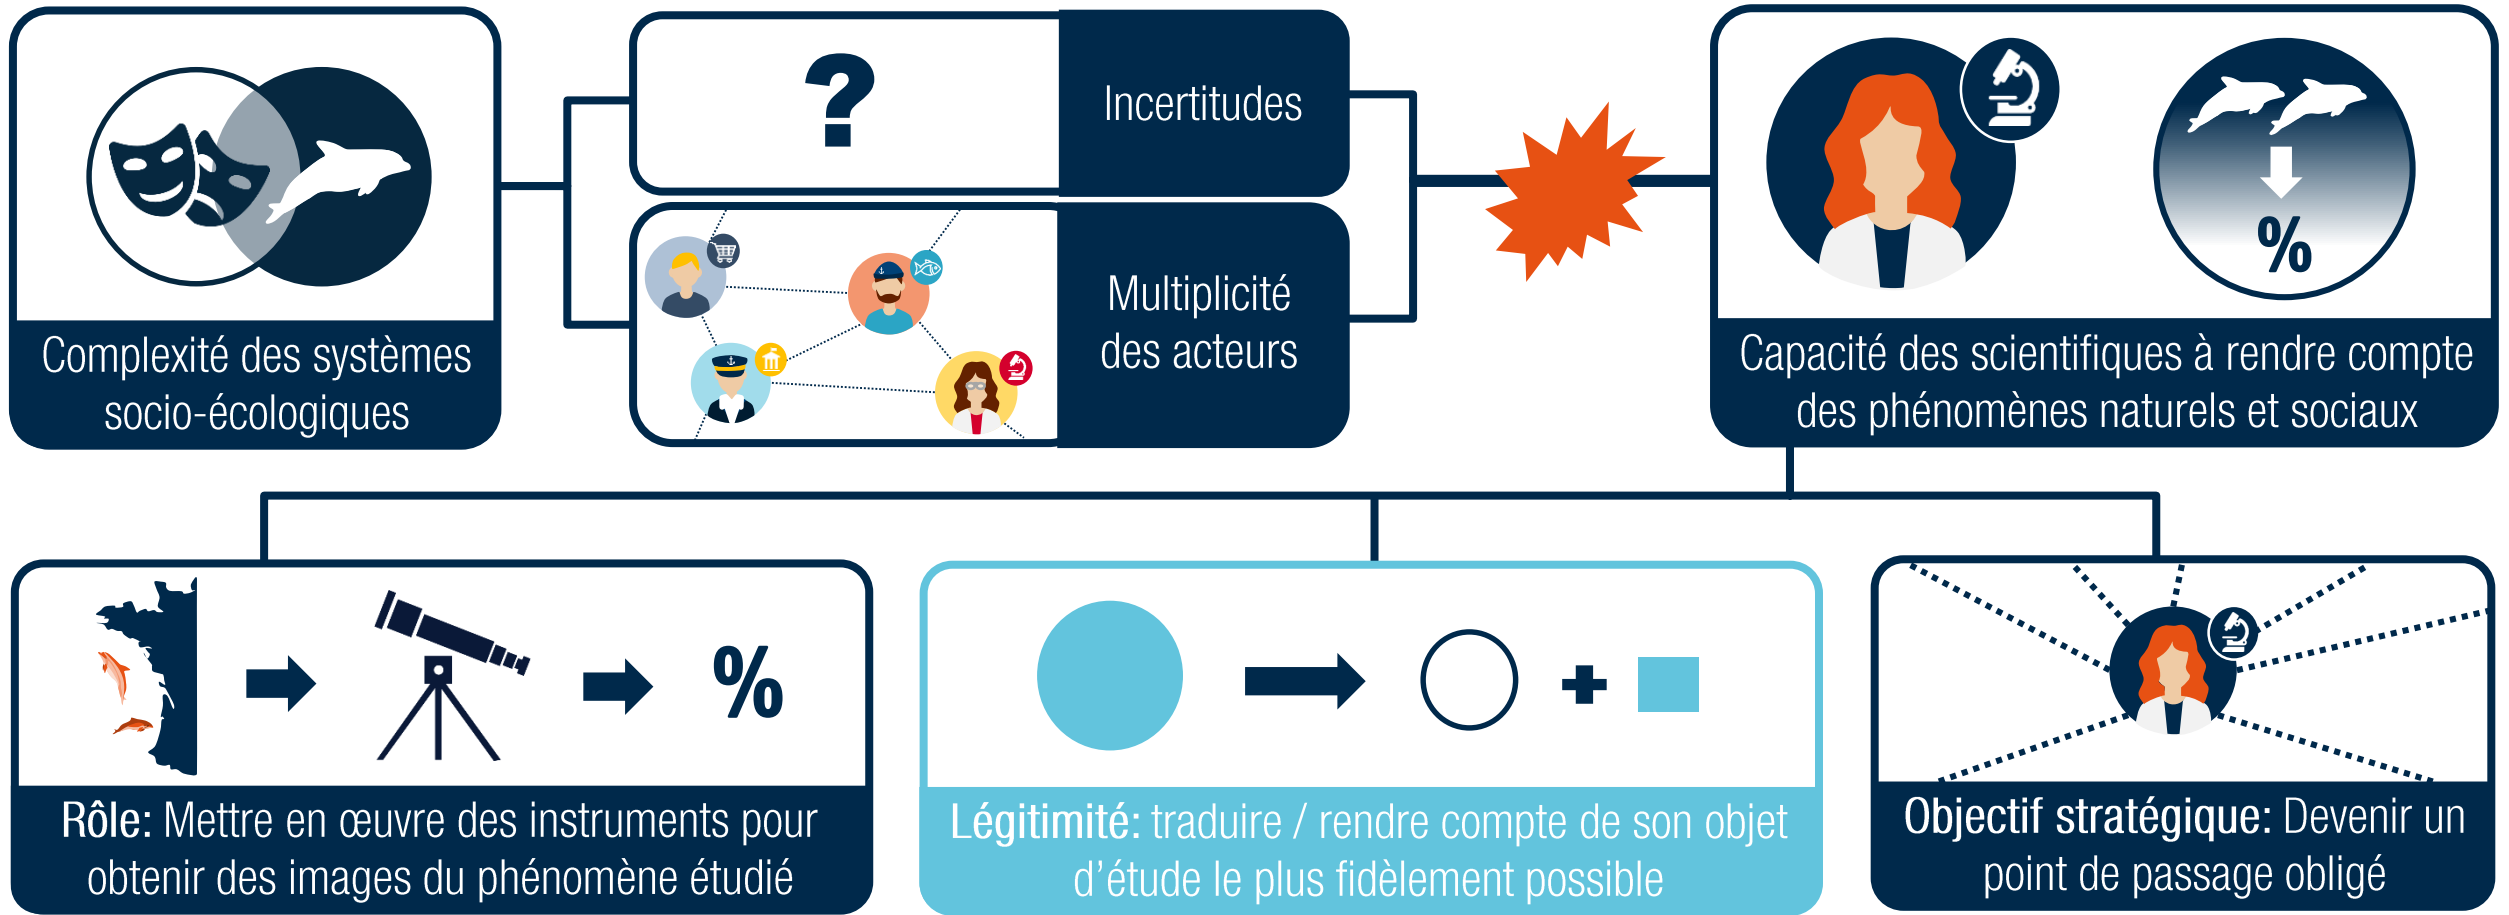 Complexité des systèmes
socio-écologiques
?
Incertitudes
Multiplicité
des acteurs
%
Capacité des scientifiques à rendre compte
des phénomènes naturels et sociaux
%
Rôle: Mettre en œuvre des instruments pour
obtenir des images du phénomène étudié
Légitimité: traduire / rendre compte de son objet
d'étude le plus fidèlement possible
Objectif stratégique: Devenir un
point de passage obligé